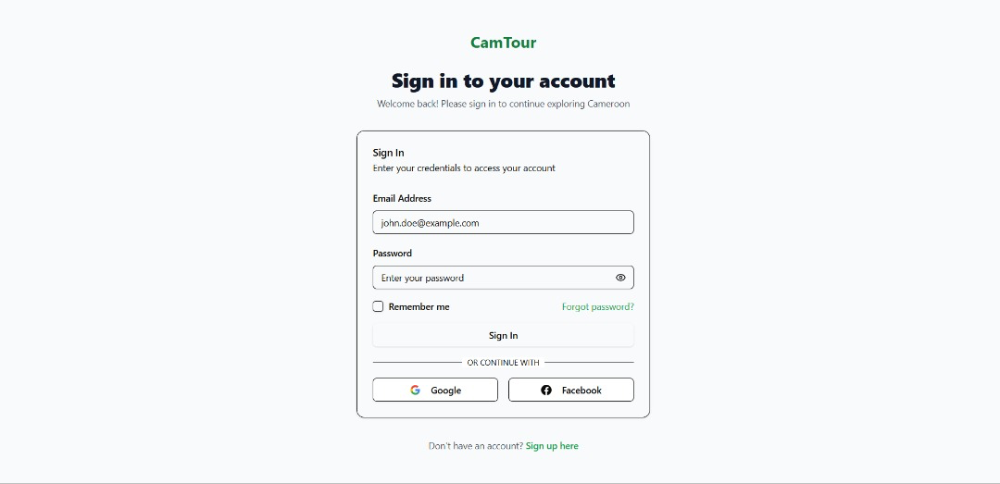 CamTour
Sign in to your account
Welcome back! Please sign in to continue exploring Cameroon
Sign In
Enter your credentials to access your account
Email Address
john.doe@example.com
Password
Enter your password
Remember me Forgot password?
Sign In
OR CONTINUE WITH
Google Facebook
Don't have an account? Sign up here